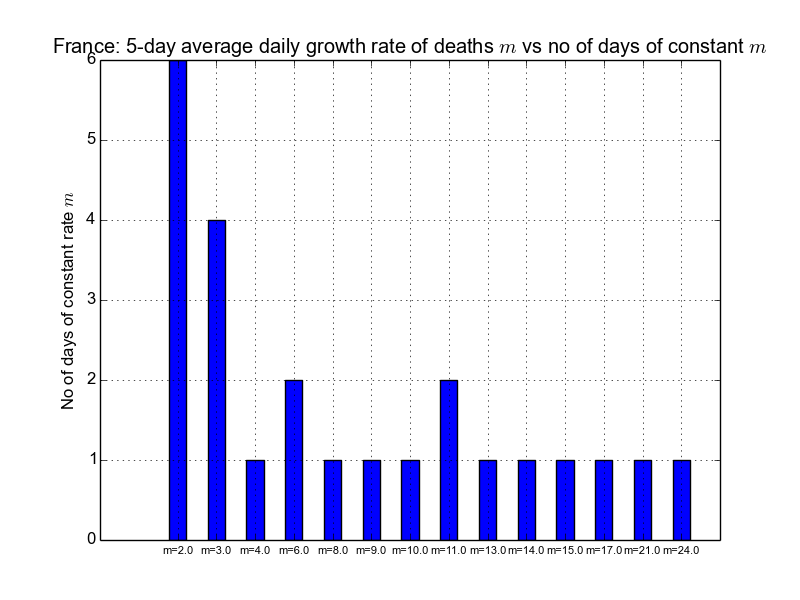 France: 5-day average daily growth rate of deaths m vs no of days of constant m
No of days of constant rate m
6
5
4
3
2
1
0
m=2.0 m=3.0 m=4.0 m=6.0 m=8.0 m=9.0 m=10.0 m=11.0 m=13.0 m=14.0 m=15.0 m=17.0 m=21.0 m=24.0